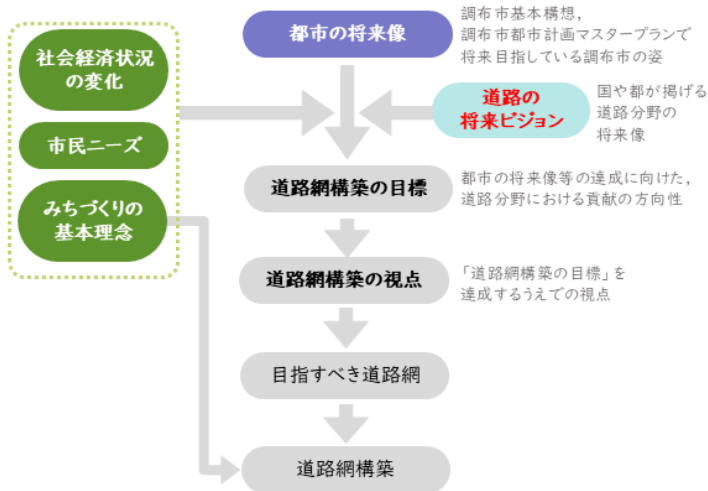 都市の将来像
調布市基本構想,
調布市都市計画マスタープランで
将来目指している調布市の姿
社会経済状況
の変化
市民ニーズ
みちづくりの
基本理念
道路の
将来ビジョン
国や都が掲げる
道路分野の
将来像
道路網構築の目標
都市の将来像等の達成に向けた,
道路分野における貢献の方向性
道路網構築の視点
「道路網構築の目標」を
達成するうえでの視点
目指すべき道路網
道路網構築